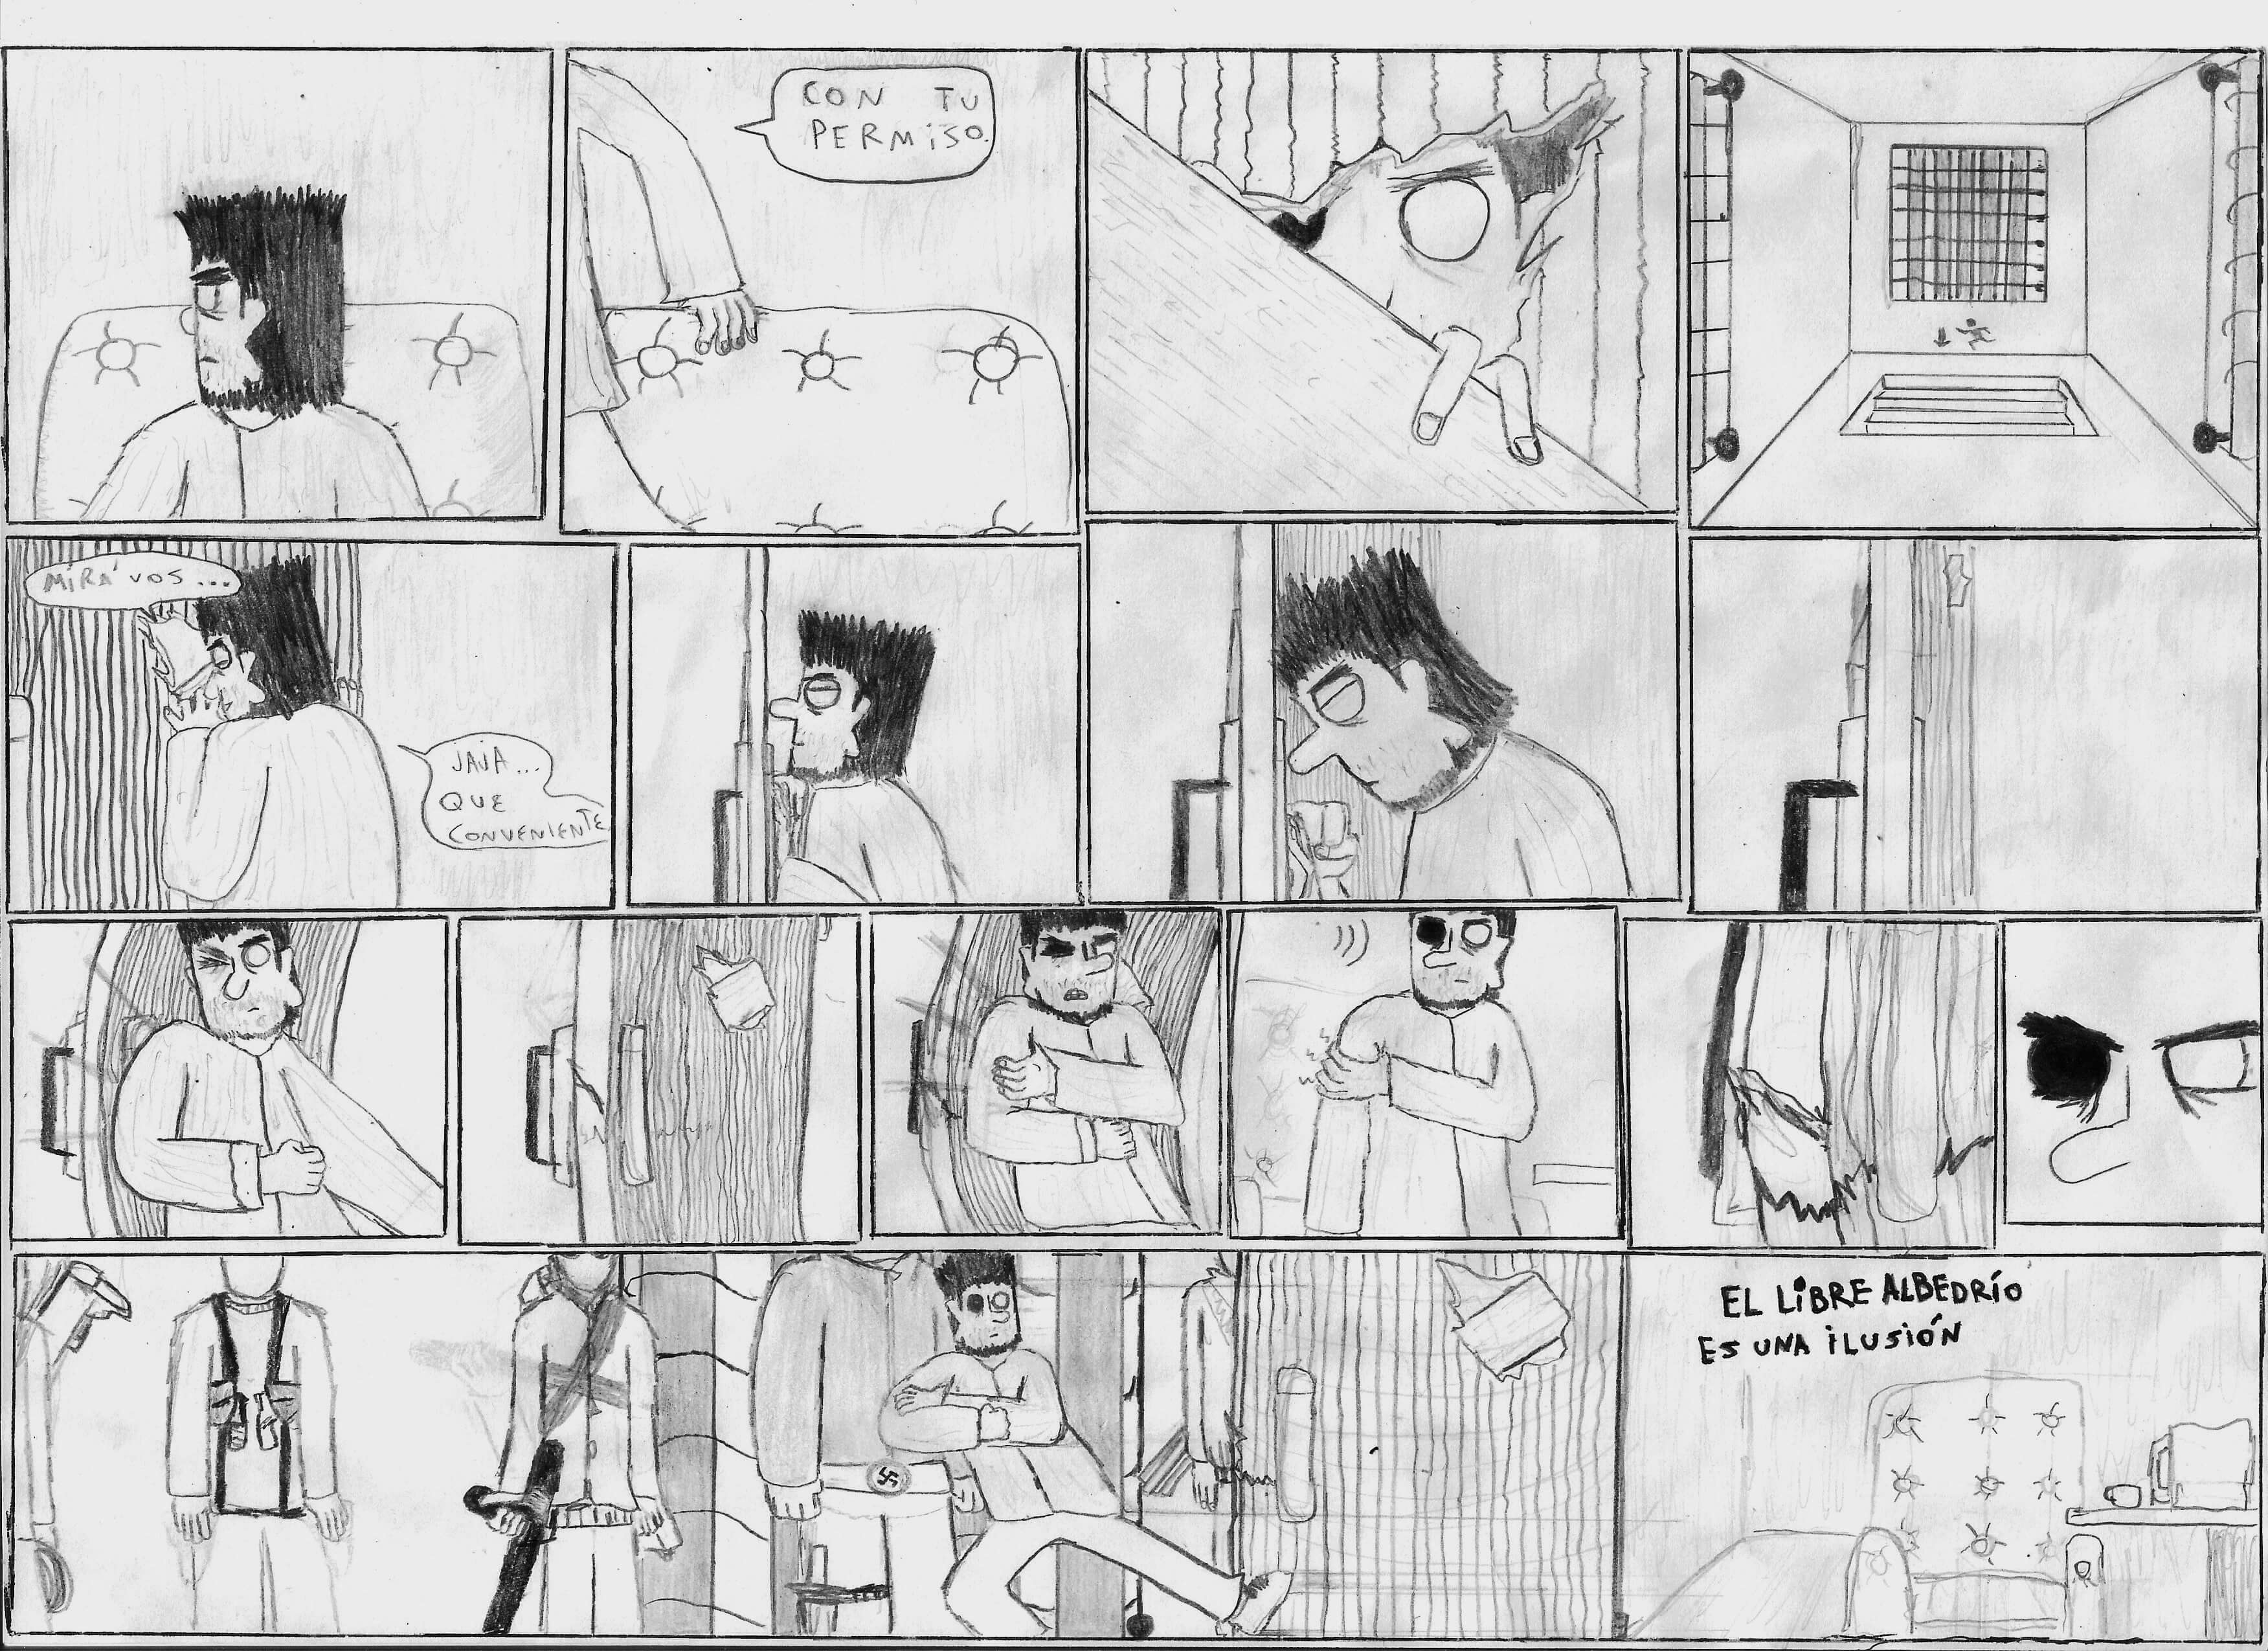 CON TU
PERMISO.
MIRÁ VOS...
JAJA...
QUE
CONVENIENTE
EL LIBRE ALBEDRÍO
ES UNA ILUSIÓN